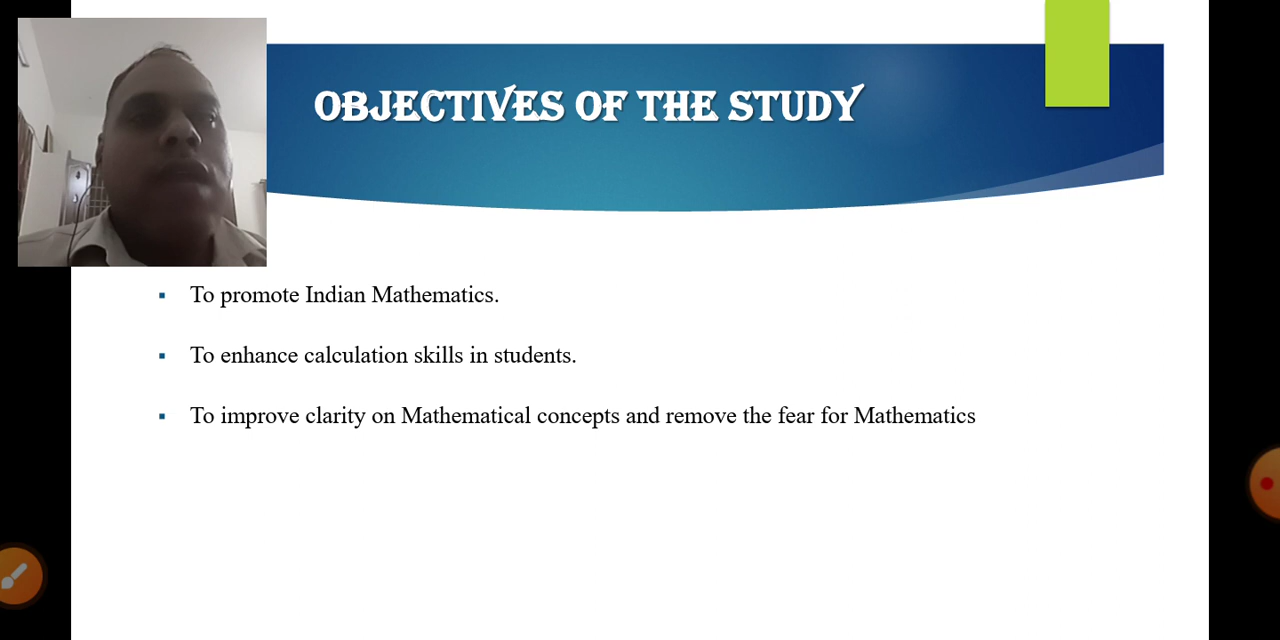 OBJECTIVES OF THE STUDY
To promote Indian Mathematics.
To enhance calculation skills in students.
To improve clarity on Mathematical concepts and remove the fear for Mathematics